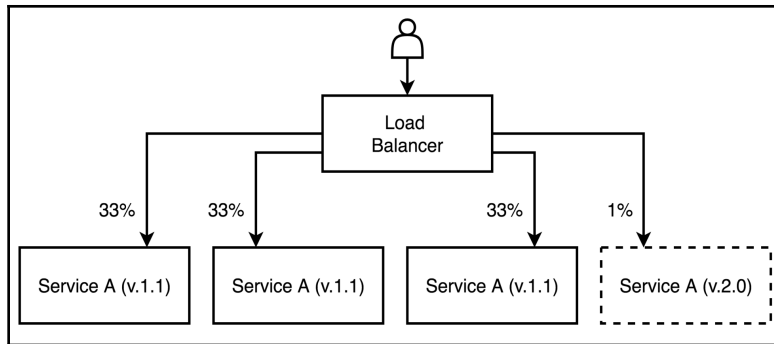 Load
Balancer
33%
33%
33%
1%
Service A (v.1.1)
Service A (v.1.1)
Service A (v.1.1)
Service A (v.2.0)